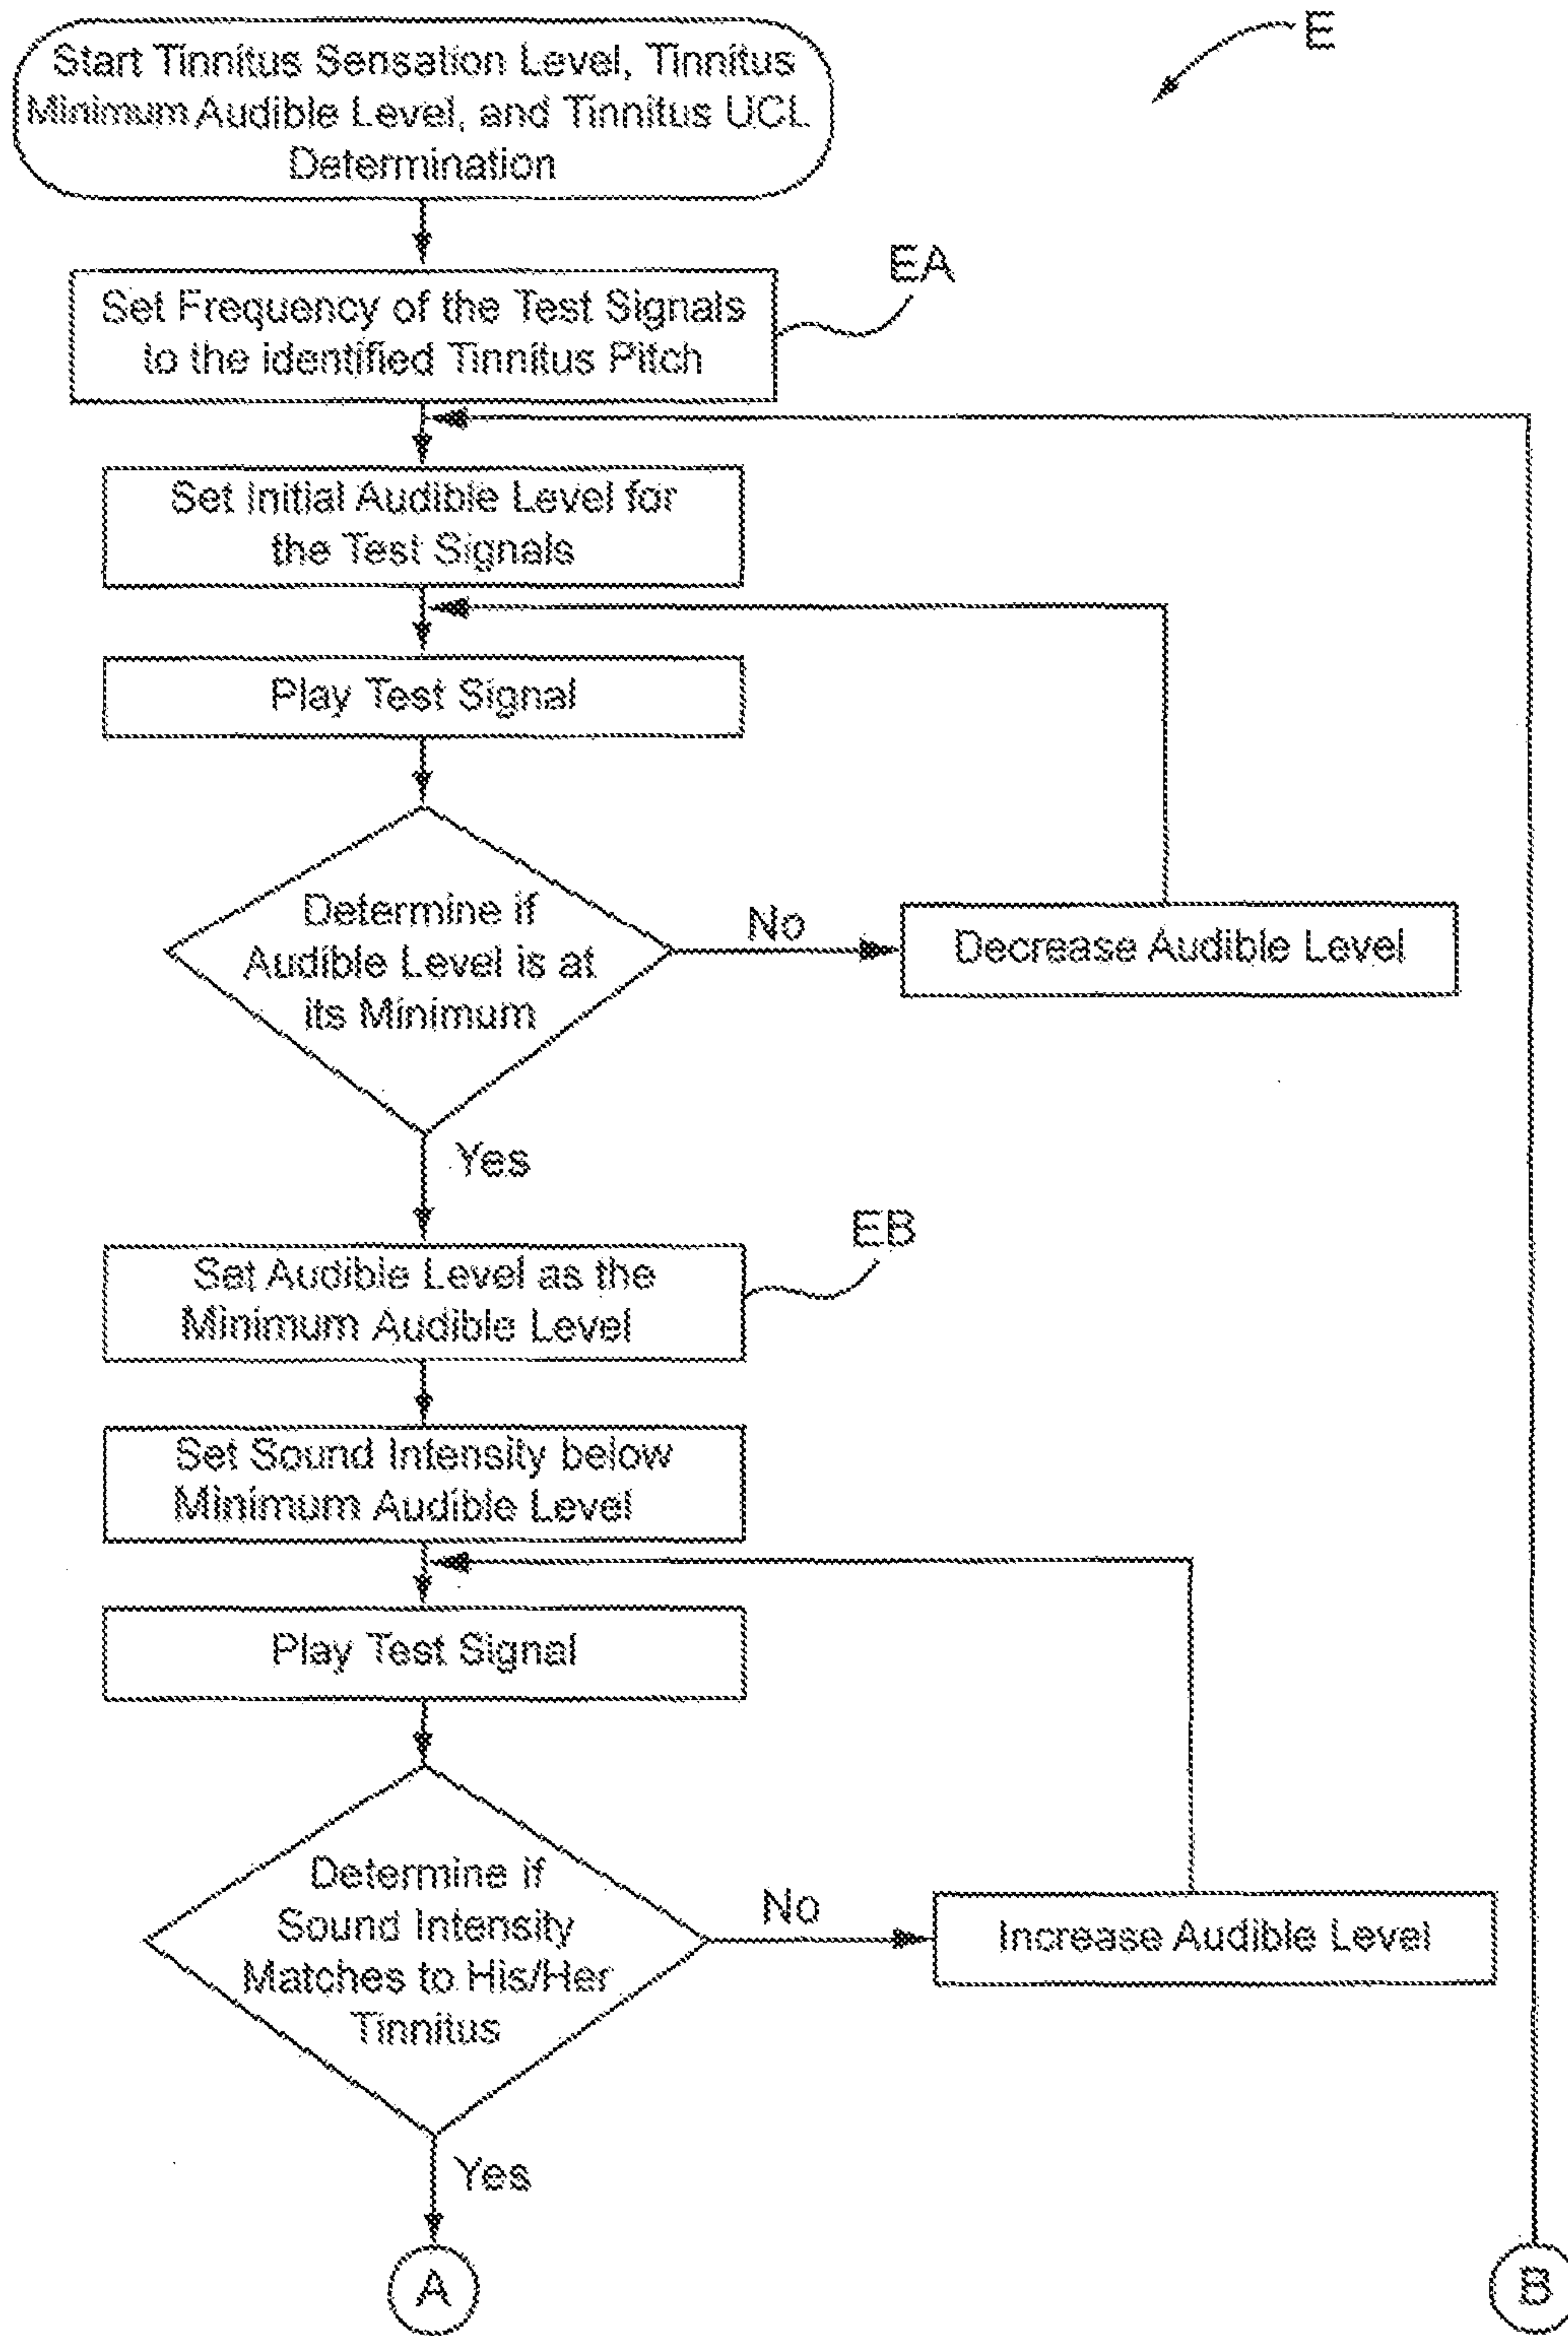 E
Start Tinnitus Sensation Level, Tinnitus
Minimum Audible Level, and Tinnitus UCL
Determination
EA
Set Frequency of the Test Signals
to the identified Tinnitus Pitch
Set Initial Audible Level for
the Test Signals
Play Test Signal
Determine if
Audible Level is at
its Minimum
No
Decrease Audible Level
Yes
EB
Set Audible Level as the
Minimum Audible Level
Set Sound Intensity below
Minimum Audible Level
Play Test Signal
Determine if
Sound Intensity
Matches to His/Her
Tinnitus
No
Increase Audible Level
Yes
A
B